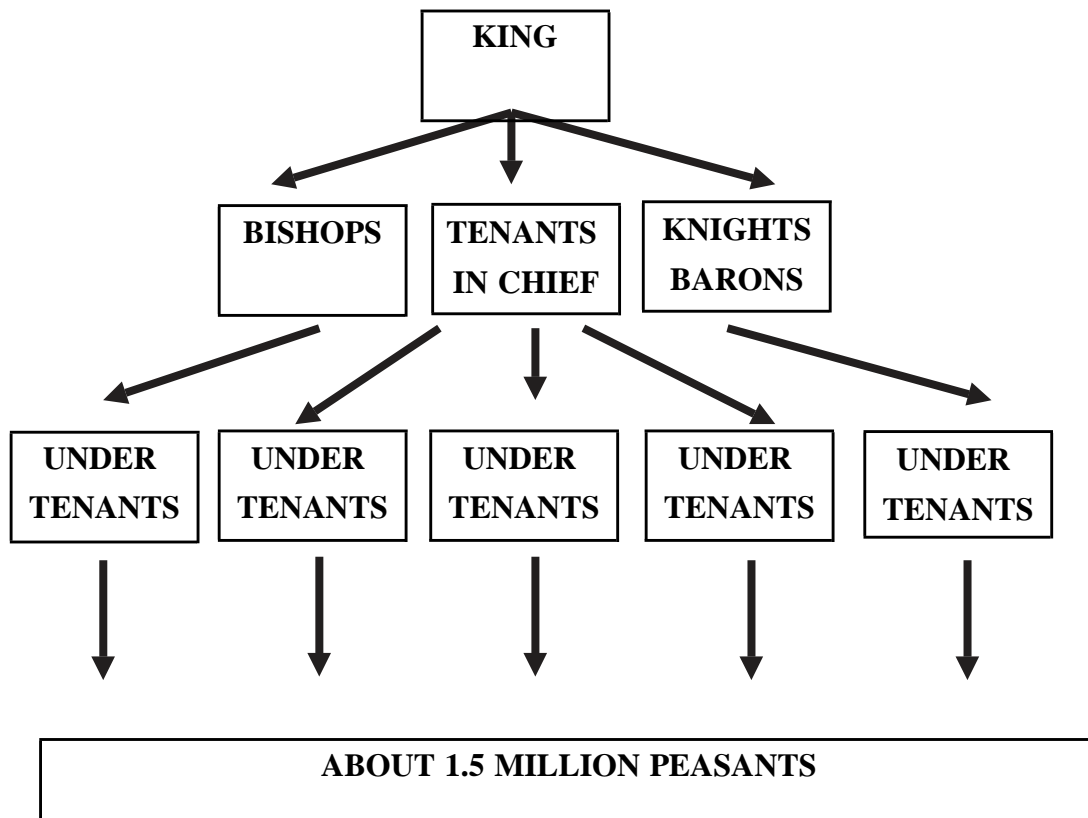 KING
BISHOPS
TENANTS
IN CHIEF
KNIGHTS
BARONS
UNDER
TENANTS
UNDER
TENANTS
UNDER
TENANTS
UNDER
TENANTS
UNDER
TENANTS
ABOUT 1.5 MILLION PEASANTS